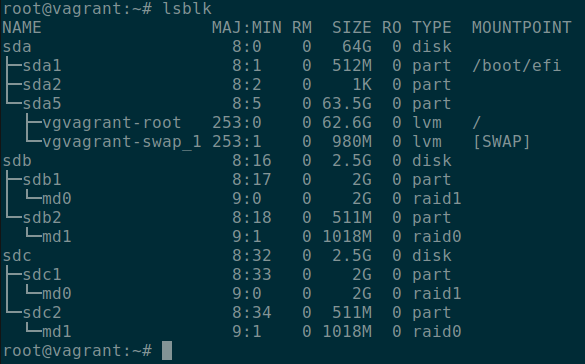 root@vagrant:~# lsblk
NAME                 MAJ:MIN RM  SIZE RO TYPE  MOUNTPOINT
sda                    8:0    0   64G  0 disk
├─sda1                 8:1    0  512M  0 part  /boot/efi
├─sda2                 8:2    0    1K  0 part
└─sda5                 8:5    0 63.5G  0 part
  ├─vgvagrant-root   253:0    0 62.6G  0 lvm   /
  └─vgvagrant-swap_1 253:1    0  980M  0 lvm   [SWAP]
sdb                    8:16   0  2.5G  0 disk
├─sdb1                 8:17   0    2G  0 part
│ └─md0                9:0    0    2G  0 raid1
└─sdb2                 8:18   0  511M  0 part
  └─md1                9:1    0 1018M  0 raid0
sdc                    8:32   0  2.5G  0 disk
├─sdc1                 8:33   0    2G  0 part
│ └─md0                9:0    0    2G  0 raid1
└─sdc2                 8:34   0  511M  0 part
  └─md1                9:1    0 1018M  0 raid0
root@vagrant:~#